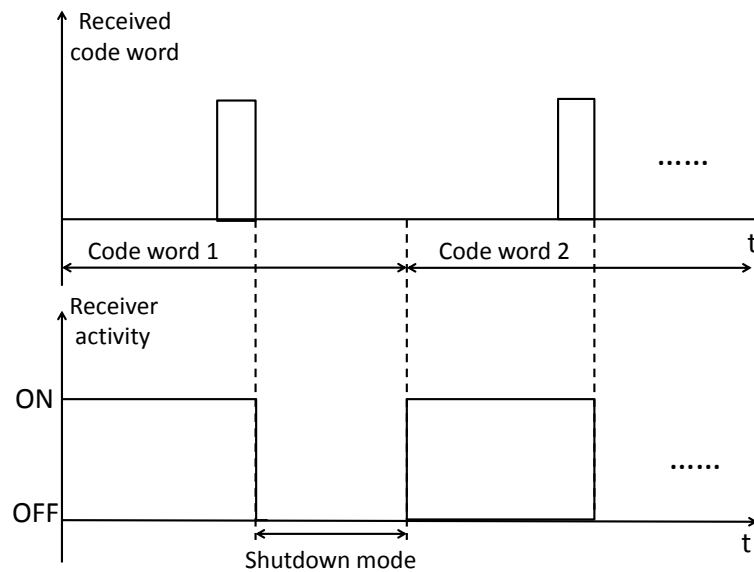 Received
code word
......
t
Code word 1
Code word 2
Receiver
activity
ON
......
OFF
t
Shutdown mode